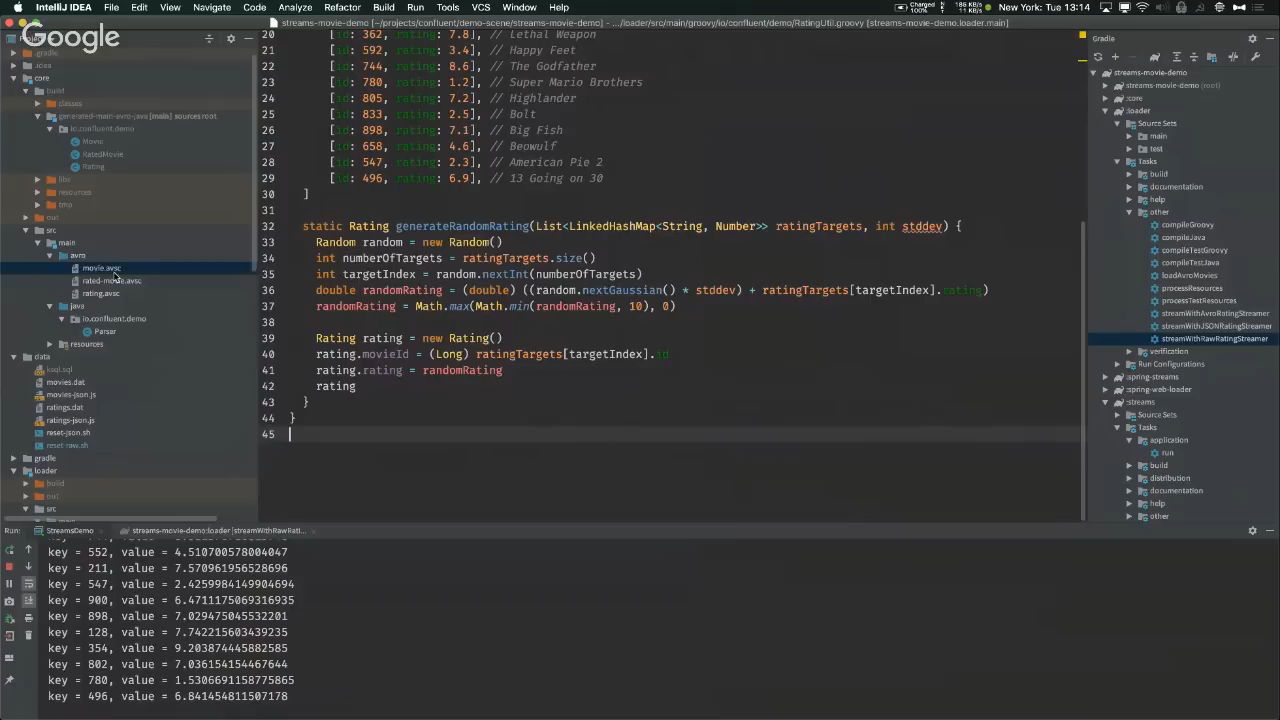 IntelliJ IDEA File Edit View Navigate Code Analyze Refactor Build Run Tools VCS Window Help
Charged 100% 186 KB/s 11 KB/s New York: Tue 13:14
streams-movie-demo [~/projects/confluent/demo-scene/streams-movie-demo] - .../loader/src/main/groovy/io/confluent/demo/RatingUtil.groovy [streams-movie-demo.loader.main]
Google
.gradle
.idea
core
build
classes
generated-main-avro-java [main] sources root
io.confluent.demo
Movie
RatedMovie
Rating
libs
resources
tmp
out
src
main
avro
movie.avsc
rated-movie.avsc
rating.avsc
java
io.confluent.demo
Parser
resources
data
ksql.sql
movies.dat
movies-json.js
ratings.dat
ratings-json.js
reset-json.sh
reset-raw.sh
gradle
loader
build
out
src
20 [id: 362, rating: 7.8], // Lethal Weapon
21 [id: 592, rating: 3.4], // Happy Feet
22 [id: 744, rating: 8.6], // The Godfather
23 [id: 780, rating: 1.2], // Super Mario Brothers
24 [id: 805, rating: 7.2], // Highlander
25 [id: 833, rating: 2.5], // Bolt
26 [id: 898, rating: 7.1], // Big Fish
27 [id: 658, rating: 4.6], // Beowulf
28 [id: 547, rating: 2.3], // American Pie 2
29 [id: 496, rating: 6.9], // 13 Going on 30
30 ]
31
32 static Rating generateRandomRating(List<LinkedHashMap<String, Number>> ratingTargets, int stddev) {
33 Random random = new Random()
34 int numberOfTargets = ratingTargets.size()
35 int targetIndex = random.nextInt(numberOfTargets)
36 double randomRating = (double) ((random.nextGaussian() * stddev) + ratingTargets[targetIndex].rating)
37 randomRating = Math.max(Math.min(randomRating, 10), 0)
38
39 Rating rating = new Rating()
40 rating.movieId = (Long) ratingTargets[targetIndex].id
41 rating.rating = randomRating
42 rating
43 }
44 }
45
Gradle
streams-movie-demo
streams-movie-demo (root)
:core
:loader
Source Sets
main
test
Tasks
build
documentation
help
other
compileGroovy
compileJava
compileTestGroovy
compileTestJava
loadAvroMovies
processResources
processTestResources
streamWithAvroRatingStreamer
streamWithJSONRatingStreamer
streamWithRawRatingStreamer
verification
Run Configurations
:spring-streams
:spring-web-loader
:streams
Source Sets
Tasks
application
run
build
distribution
documentation
help
other
Run: StreamsDemo streams-movie-demo:loader [streamWithRawRati...
key = 552, value = 4.510700578004047
key = 211, value = 7.570961956528696
key = 547, value = 2.4259984149904694
key = 900, value = 6.4711175069316935
key = 898, value = 7.029475045532201
key = 128, value = 7.742215603439235
key = 354, value = 9.203874445882585
key = 802, value = 7.036154154467644
key = 780, value = 1.5306691158775865
key = 496, value = 6.841454811507178